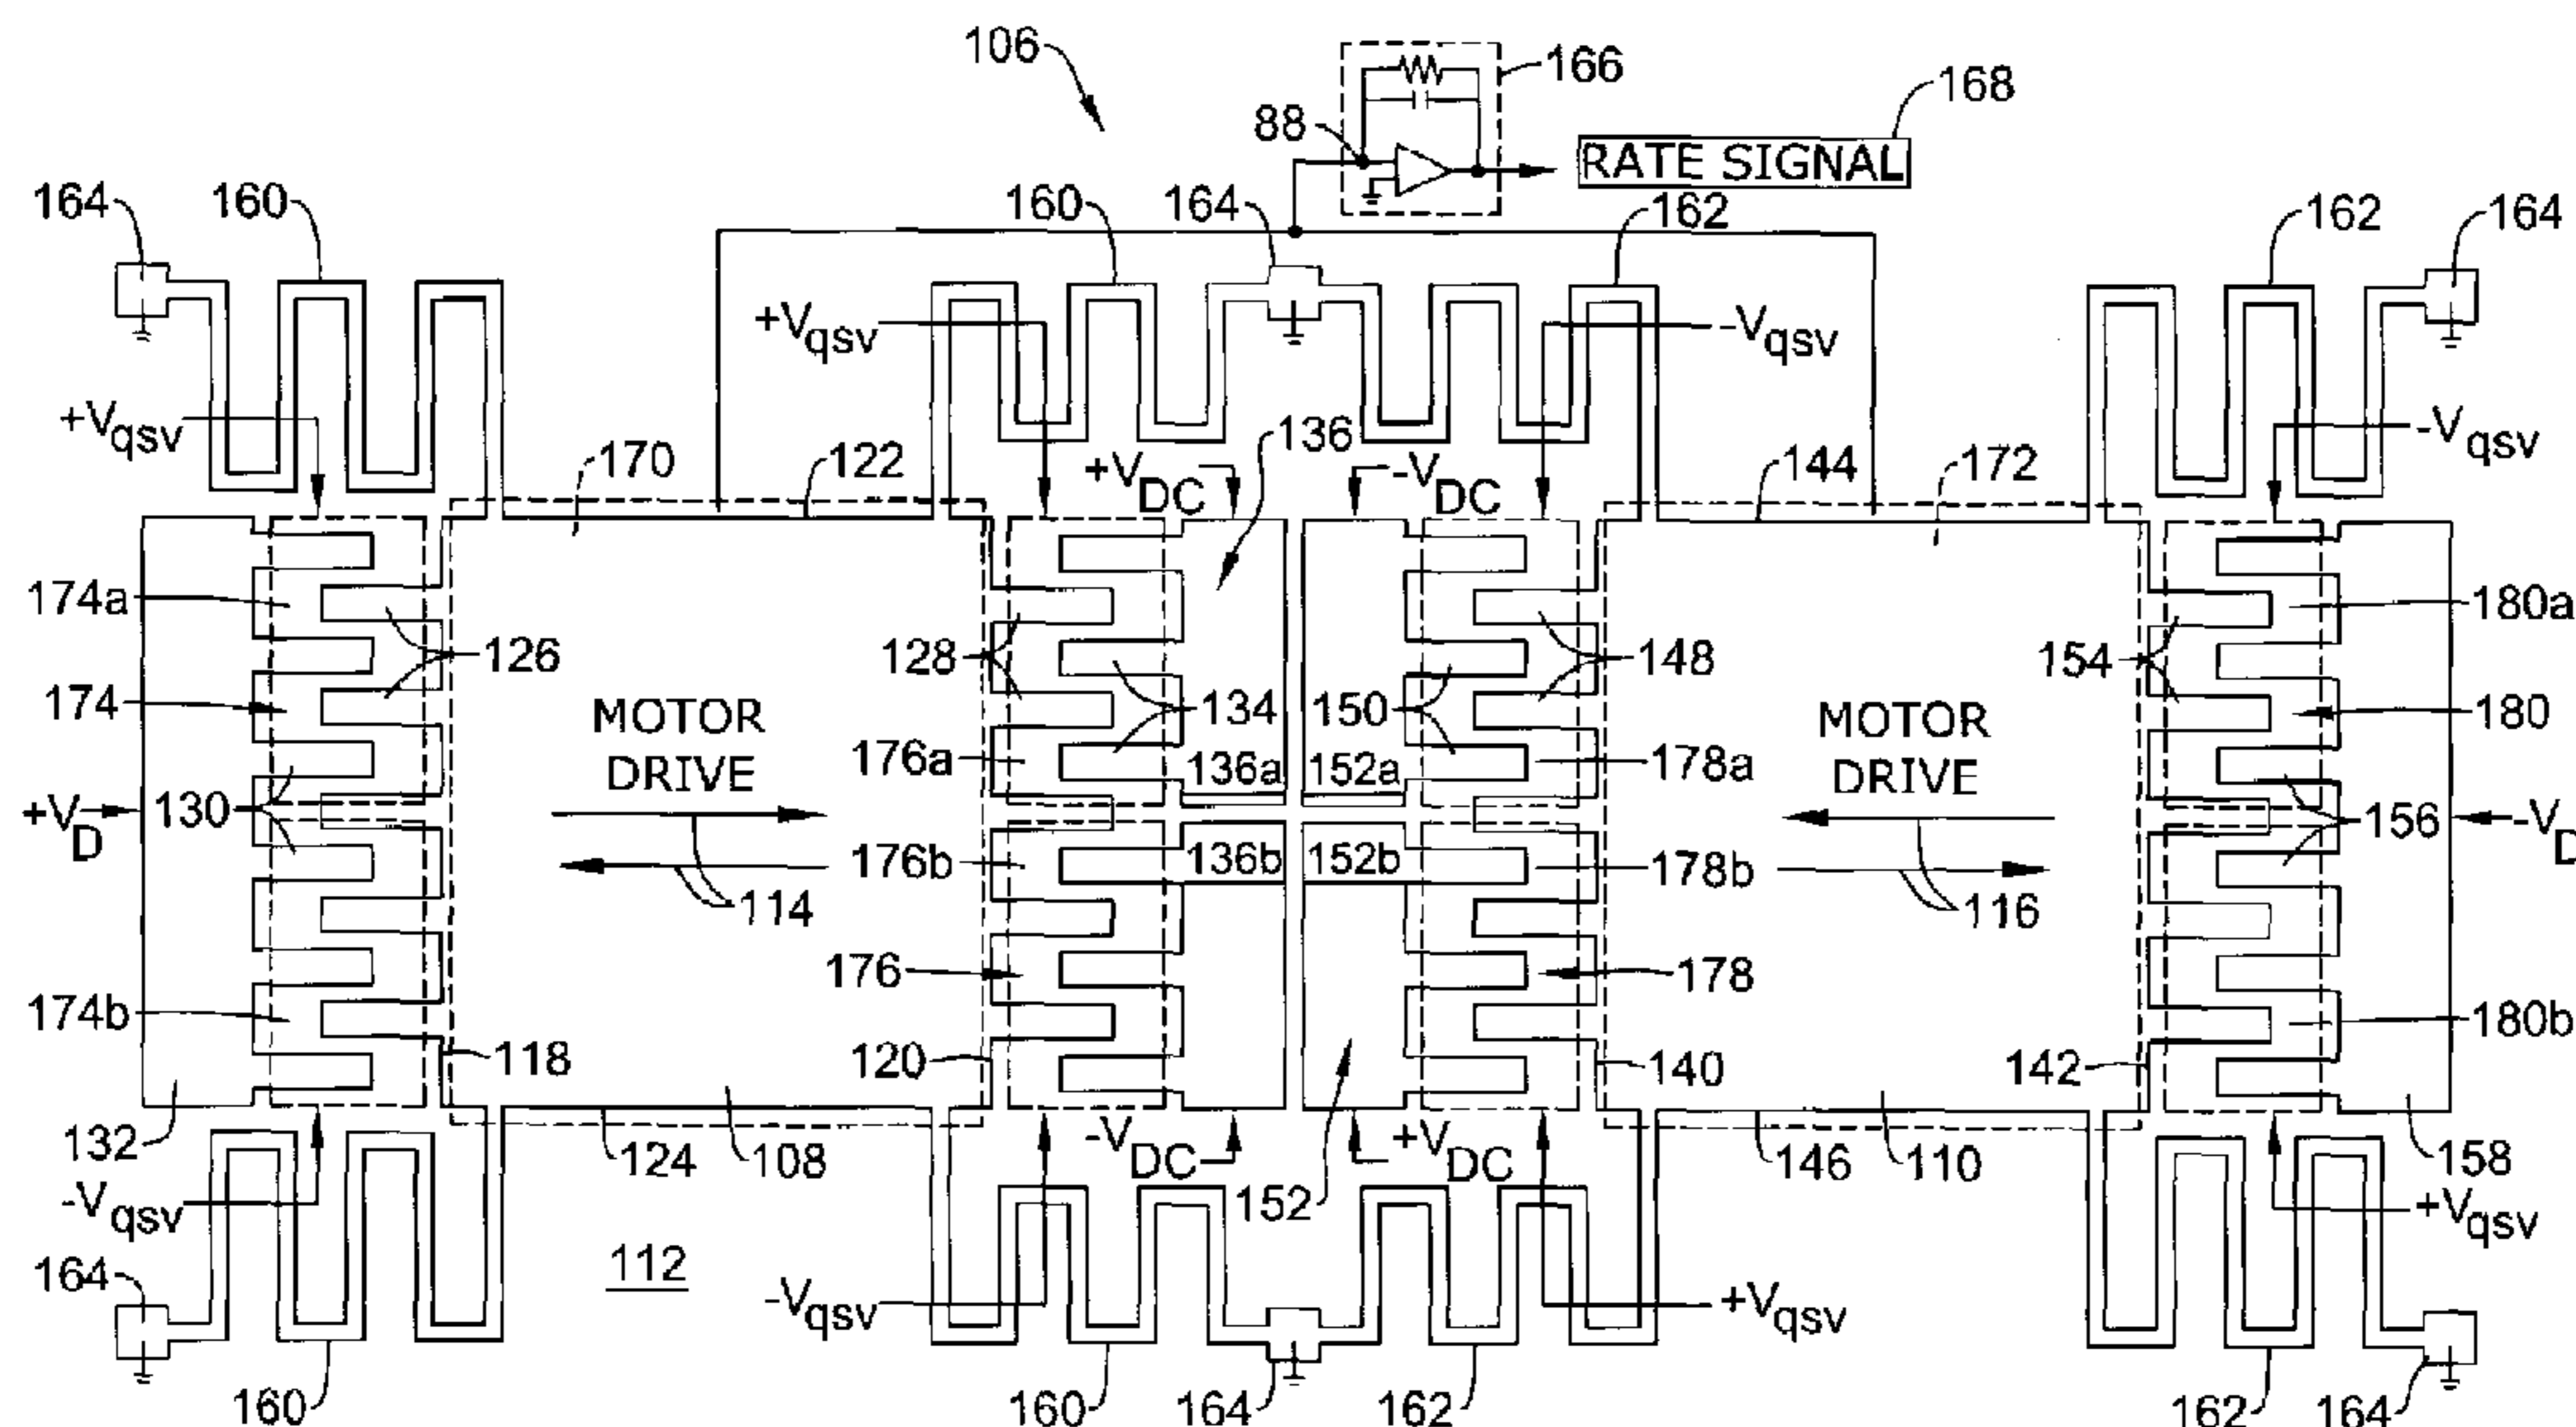 106
166
168
88
RATE SIGNAL
164
160
160
164
162
162
164
+Vqsv
-Vqsv
+Vqsv
-Vqsv
136
170
122
+VDC
-VDC
144
172
174a
180a
126
128
148
154
174
134
150
180
MOTOR
DRIVE
MOTOR
DRIVE
176a
136a
152a
178a
+VD
130
156
-VD
176b
136b
152b
178b
114
116
176
178
174b
180b
118
120
140
142
132
124
108
-VDC
+VDC
146
110
158
-Vqsv
152
+Vqsv
112
164
-Vqsv
+Vqsv
160
160
164
162
162
164